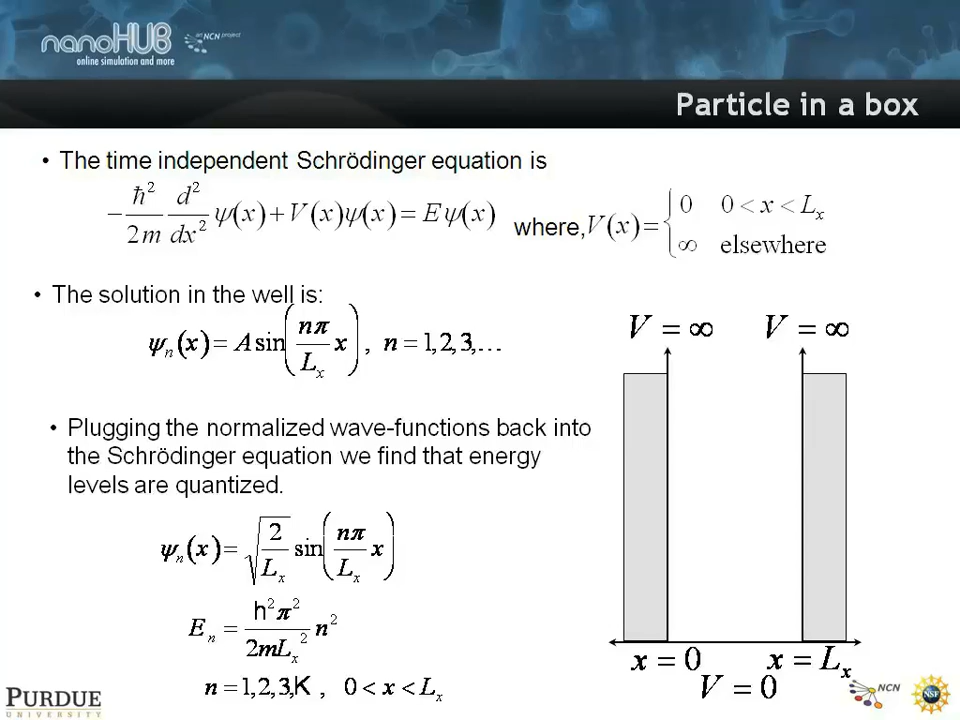 nanoHUB an NCN project
online simulation and more
Particle in a box
• The time independent Schrödinger equation is
−ħ²/2m d²/dx² ψ(x)+V(x)ψ(x)=Eψ(x) where, V(x)= { 0 0<x<Lₓ
∞ elsewhere
• The solution in the well is:
ψₙ(x)= A sin(nπ/Lₓ x) , n=1,2,3,…
V = ∞ V = ∞
• Plugging the normalized wave-functions back into
the Schrödinger equation we find that energy
levels are quantized.
ψₙ(x)= √(2/Lₓ) sin(nπ/Lₓ x)
Eₙ = h²π²/2mLₓ² n²
n=1,2,3,K , 0<x<Lₓ
x = 0 x = Lₓ
V = 0
PURDUE
UNIVERSITY
NCN
NSF